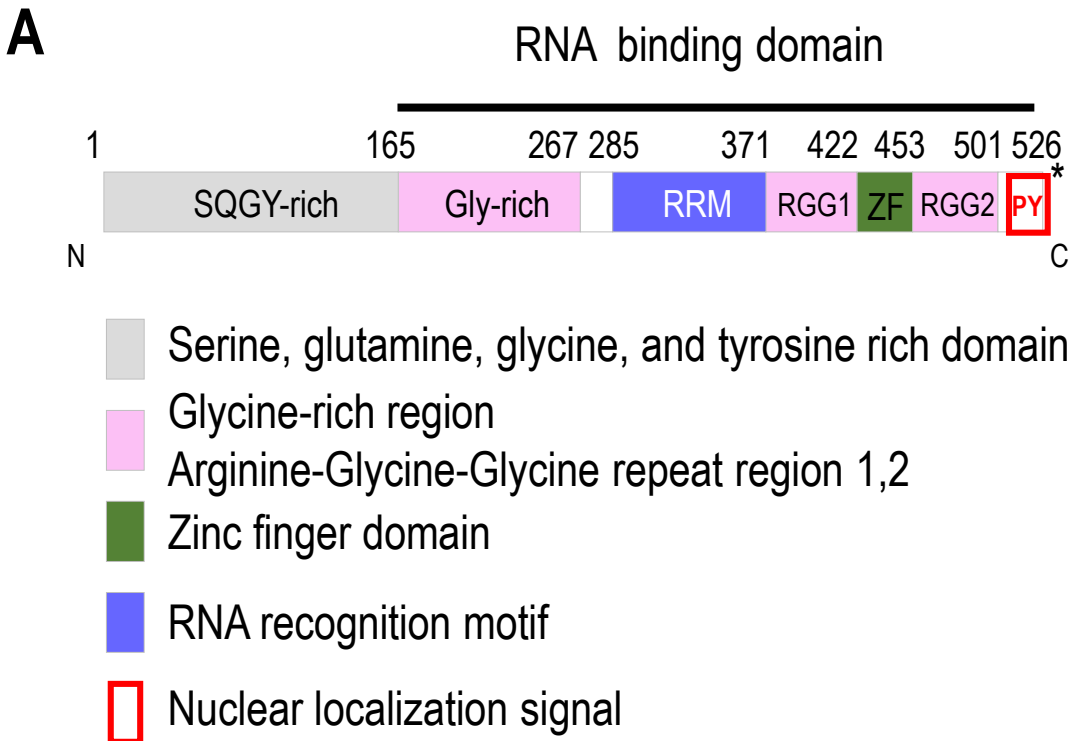 A
RNA binding domain
1 165 267 285 371 422 453 501 526
*
SQGY-rich Gly-rich RRM RGG1 ZF RGG2 PY
N C
Serine, glutamine, glycine, and tyrosine rich domain
Glycine-rich region
Arginine-Glycine-Glycine repeat region 1,2
Zinc finger domain
RNA recognition motif
Nuclear localization signal